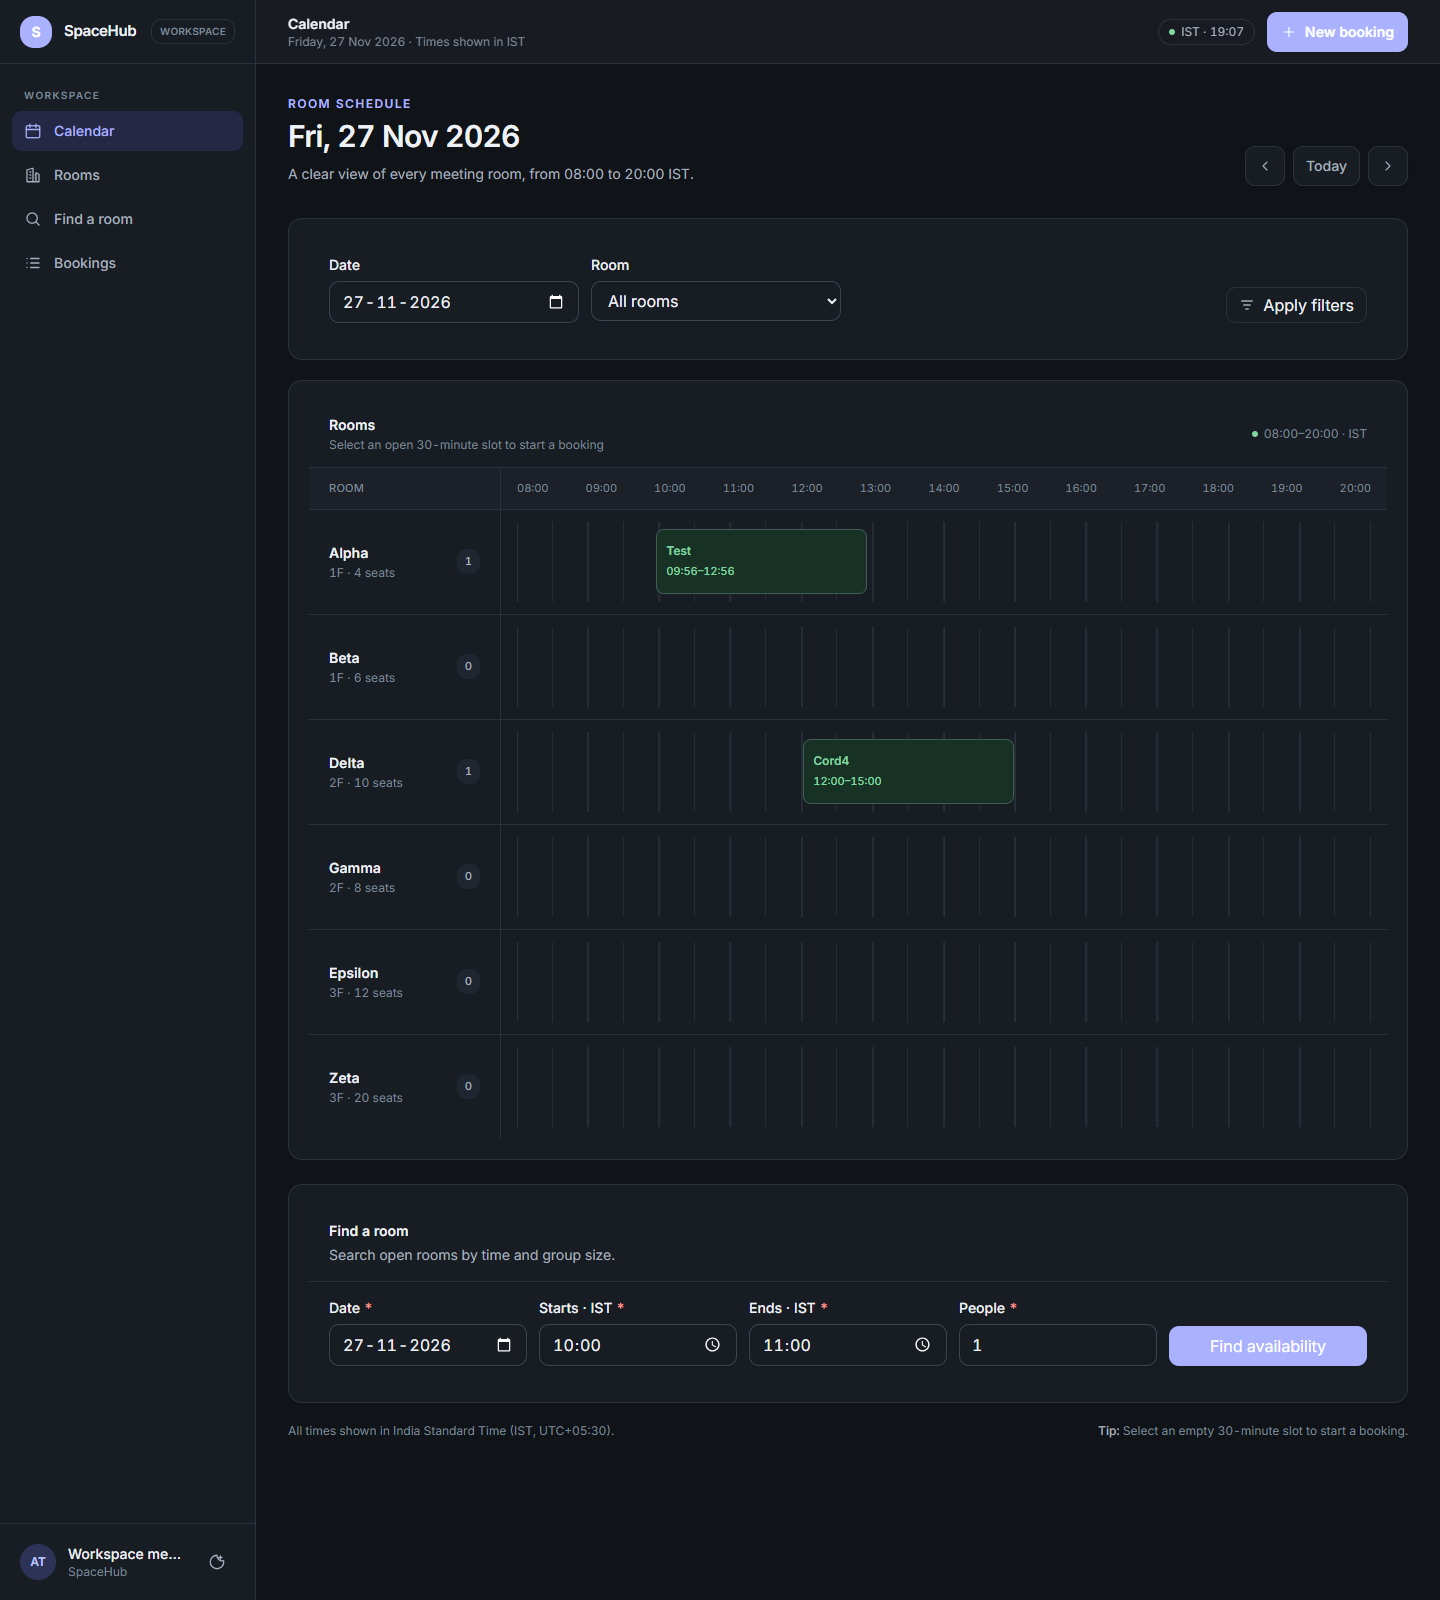 S SpaceHub WORKSPACE
WORKSPACE
Calendar
Rooms
Find a room
Bookings
AT Workspace me...
SpaceHub
Calendar
Friday, 27 Nov 2026 · Times shown in IST
IST · 19:07
New booking
ROOM SCHEDULE
Fri, 27 Nov 2026
A clear view of every meeting room, from 08:00 to 20:00 IST.
Today
Date Room
27-11-2026 All rooms Apply filters
Rooms
Select an open 30-minute slot to start a booking
08:00–20:00 · IST
ROOM 08:00 09:00 10:00 11:00 12:00 13:00 14:00 15:00 16:00 17:00 18:00 19:00 20:00
Alpha
1F · 4 seats
1
Test
09:56–12:56
Beta
1F · 6 seats
0
Delta
2F · 10 seats
1
Cord4
12:00–15:00
Gamma
2F · 8 seats
0
Epsilon
3F · 12 seats
0
Zeta
3F · 20 seats
0
Find a room
Search open rooms by time and group size.
Date * Starts · IST * Ends · IST * People *
27-11-2026 10:00 11:00 1 Find availability
All times shown in India Standard Time (IST, UTC+05:30).
Tip: Select an empty 30-minute slot to start a booking.